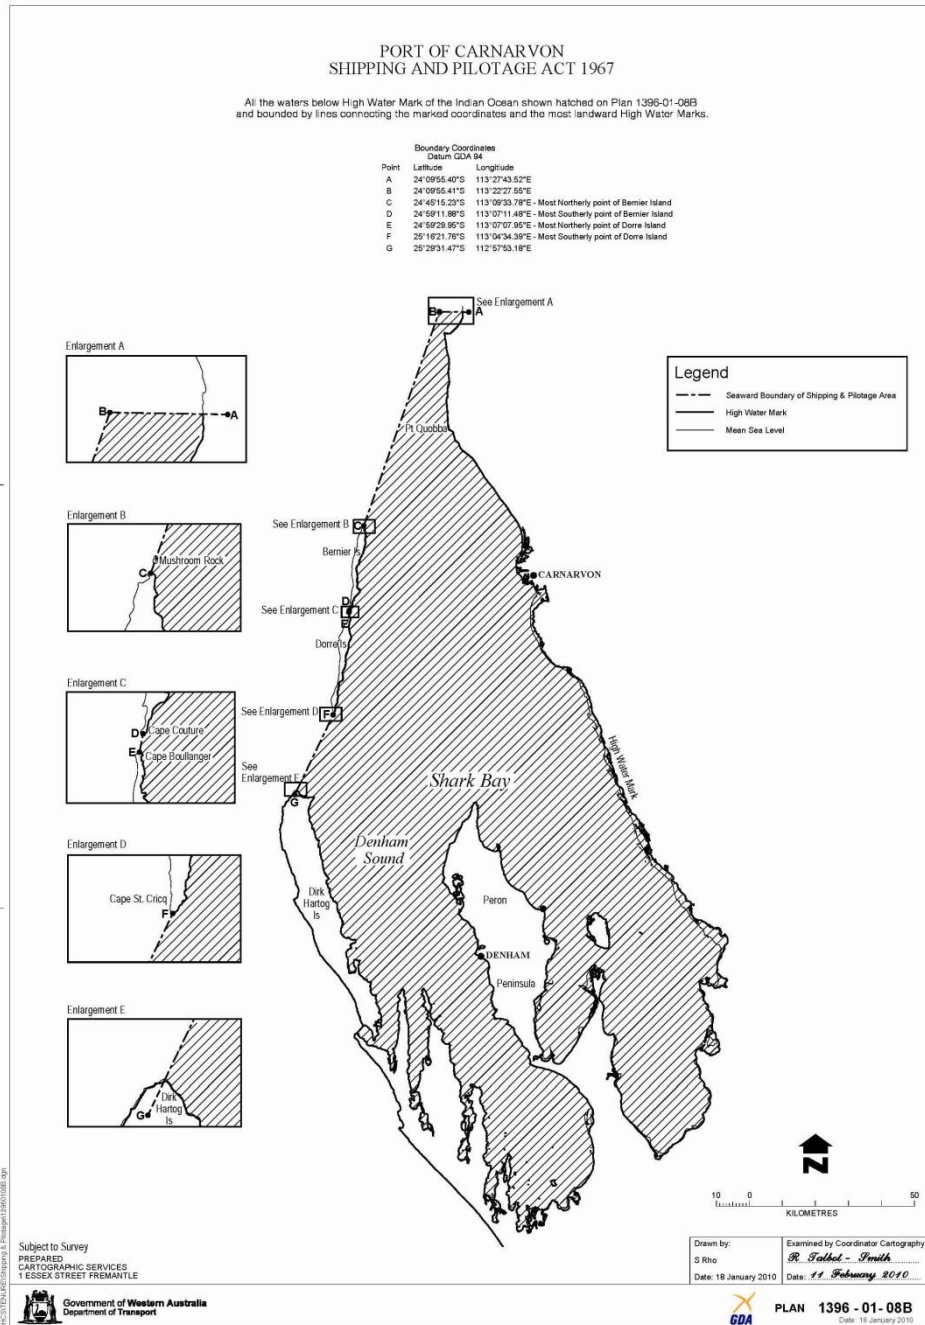 PORT OF CARNARVON
SHIPPING AND PILOTAGE ACT 1967
All the waters below High Water Mark of the Indian Ocean shown hatched on Plan 1396-01-08B
and bounded by lines connecting the marked coordinates and the most landward High Water Marks.
Boundary Coordinates
Datum GDA 94
Point Latitude Longitude
A 24°09'55.40"S 113°27'43.52"E
B 24°09'55.41"S 113°22'27.55"E
C 24°45'15.23"S 113°09'33.78"E - Most Northerly point of Bernier Island
D 24°59'11.88"S 113°07'11.48"E - Most Southerly point of Bernier Island
E 24°59'29.95"S 113°07'07.95"E - Most Northerly point of Dorre Island
F 25°16'21.76"S 113°04'34.39"E - Most Southerly point of Dorre Island
G 25°29'31.47"S 112°57'53.18"E
See Enlargement A
B A
Enlargement A
B A
Legend
Seaward Boundary of Shipping & Pilotage Area
High Water Mark
Mean Sea Level
Pt Quobba
Enlargement B
Mushroom Rock
C
See Enlargement B
C
Bernier Is
CARNARVON
See Enlargement C
D
E
Dorre Is
Enlargement C
D Cape Couture
E Cape Boullanger
See Enlargement D
F
High Water Mark
See
Enlargement E
G
Shark Bay
Denham
Sound
Enlargement D
Cape St. Cricq
F
Dirk
Hartog
Is
Peron
DENHAM
Peninsula
Enlargement E
Dirk
Hartog
Is
G
N
10 0 50
KILOMETRES
Subject to Survey
PREPARED
CARTOGRAPHIC SERVICES
1 ESSEX STREET FREMANTLE
Drawn by:
S Rho
Date: 18 January 2010
Examined by Coordinator Cartography
R Talbot - Smith
Date: 11 February 2010
Government of Western Australia
Department of Transport
GDA
PLAN 1396 - 01- 08B
Date: 18 January 2010